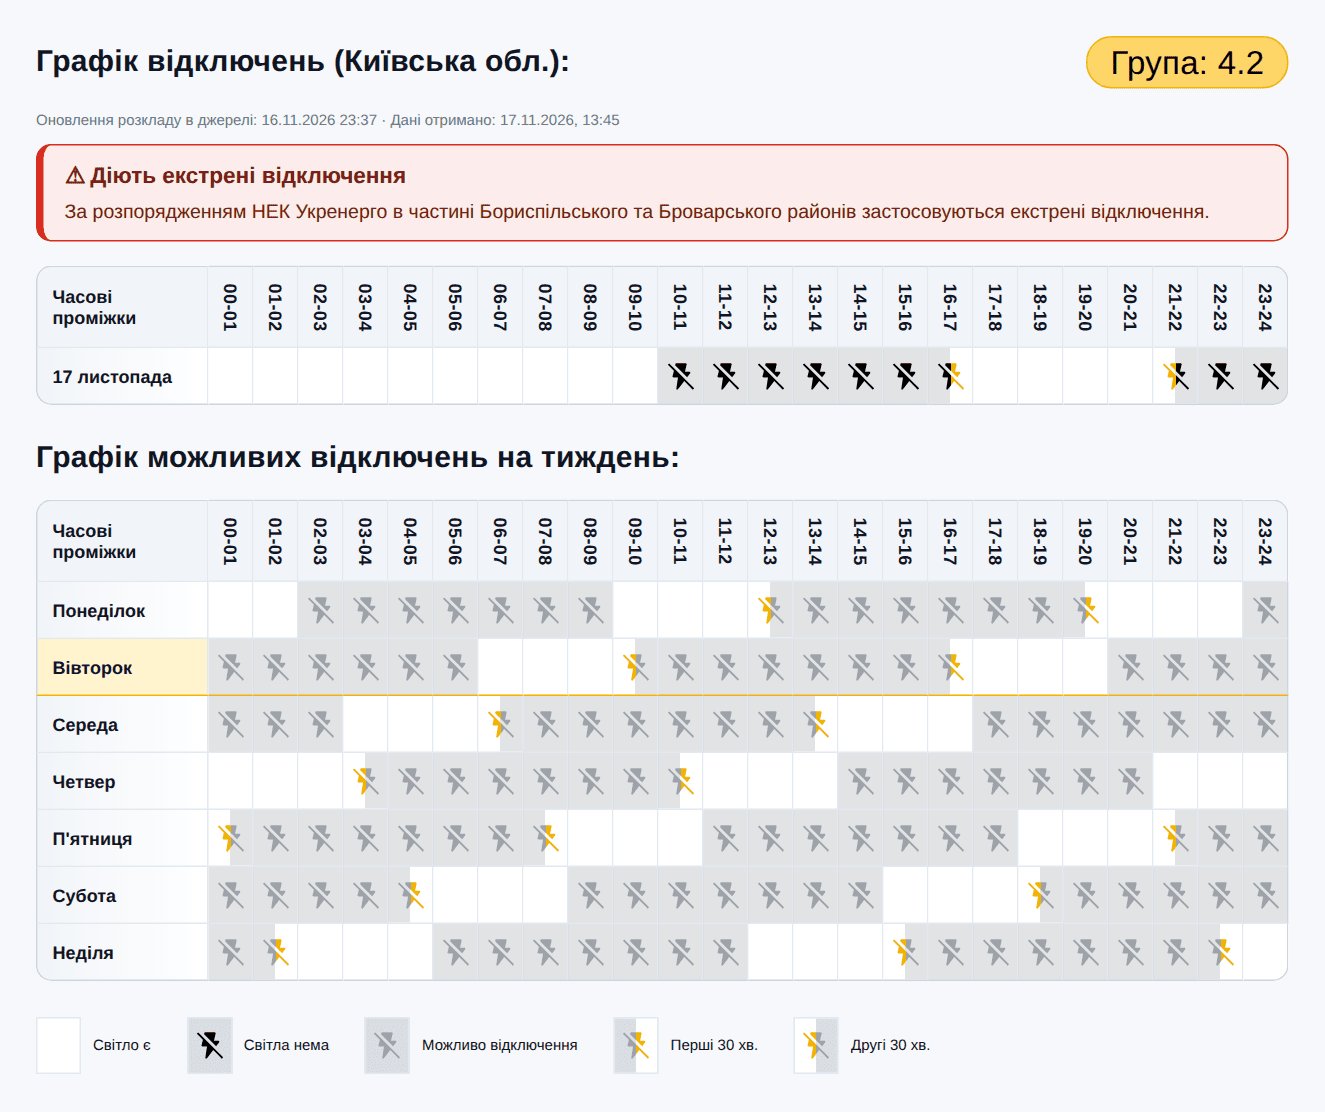 Графік відключень (Київська обл.):
Група: 4.2
Оновлення розкладу в джерелі: 16.11.2026 23:37 · Дані отримано: 17.11.2026, 13:45
⚠ Діють екстрені відключення
За розпорядженням НЕК Укренерго в частині Бориспільського та Броварського районів застосовуються екстрені відключення.
Часові проміжки 00-01 01-02 02-03 03-04 04-05 05-06 06-07 07-08 08-09 09-10 10-11 11-12 12-13 13-14 14-15 15-16 16-17 17-18 18-19 19-20 20-21 21-22 22-23 23-24
17 листопада
Графік можливих відключень на тиждень:
Часові проміжки 00-01 01-02 02-03 03-04 04-05 05-06 06-07 07-08 08-09 09-10 10-11 11-12 12-13 13-14 14-15 15-16 16-17 17-18 18-19 19-20 20-21 21-22 22-23 23-24
Понеділок
Вівторок
Середа
Четвер
П'ятниця
Субота
Неділя
Світло є Світла нема Можливо відключення Перші 30 хв. Другі 30 хв.